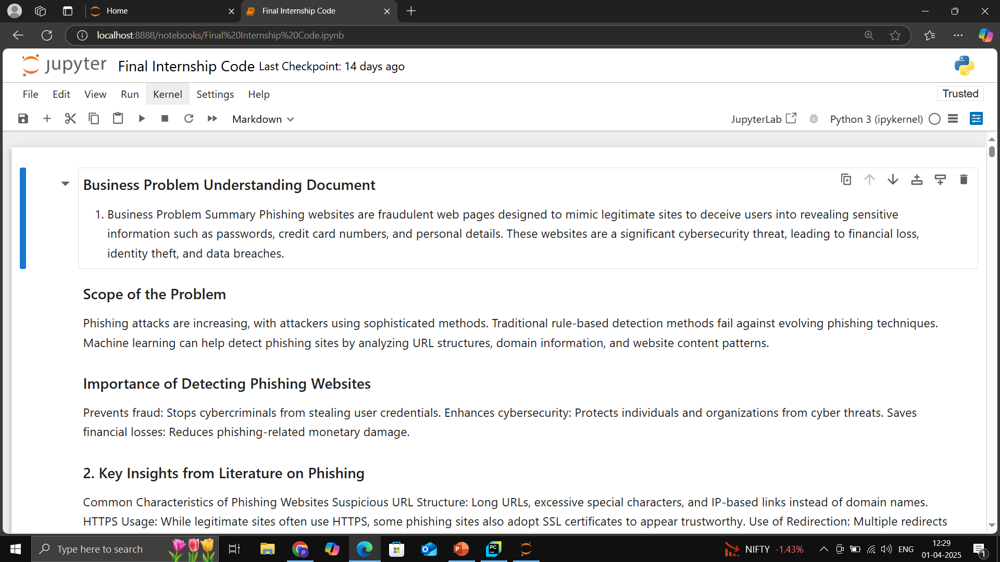 Home
Final Internship Code
localhost:8888/notebooks/Final%20Internship%20Code.ipynb
jupyter Final Internship Code Last Checkpoint: 14 days ago
File Edit View Run Kernel Settings Help
Trusted
Markdown
JupyterLab
Python 3 (ipykernel)
Business Problem Understanding Document
1. Business Problem Summary Phishing websites are fraudulent web pages designed to mimic legitimate sites to deceive users into revealing sensitive
information such as passwords, credit card numbers, and personal details. These websites are a significant cybersecurity threat, leading to financial loss,
identity theft, and data breaches.
Scope of the Problem
Phishing attacks are increasing, with attackers using sophisticated methods. Traditional rule-based detection methods fail against evolving phishing techniques.
Machine learning can help detect phishing sites by analyzing URL structures, domain information, and website content patterns.
Importance of Detecting Phishing Websites
Prevents fraud: Stops cybercriminals from stealing user credentials. Enhances cybersecurity: Protects individuals and organizations from cyber threats. Saves
financial losses: Reduces phishing-related monetary damage.
2. Key Insights from Literature on Phishing
Common Characteristics of Phishing Websites Suspicious URL Structure: Long URLs, excessive special characters, and IP-based links instead of domain names.
HTTPS Usage: While legitimate sites often use HTTPS, some phishing sites also adopt SSL certificates to appear trustworthy. Use of Redirection: Multiple redirects
Type here to search
P
O
P
PC
NIFTY -1.43%
ENG
12:29
01-04-2025
1